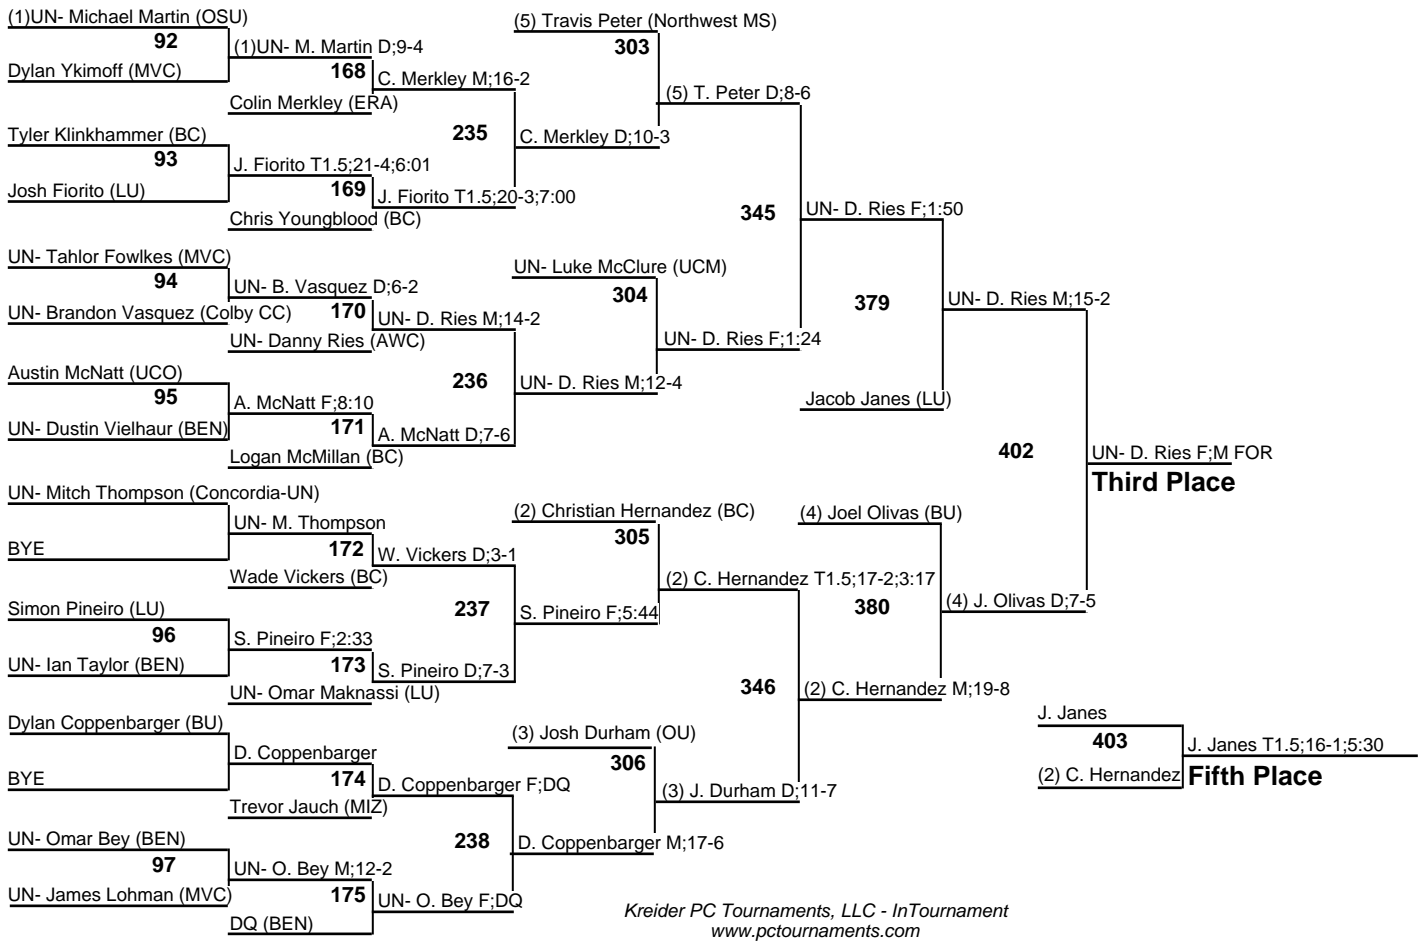 (1)UN- Michael Martin (OSU)
92
Dylan Ykimoff (MVC)
(1)UN- M. Martin D;9-4
168
Colin Merkley (ERA)
C. Merkley M;16-2
Tyler Klinkhammer (BC)
93
Josh Fiorito (LU)
J. Fiorito T1.5;21-4;6:01
169
Chris Youngblood (BC)
J. Fiorito T1.5;20-3;7:00
235
C. Merkley D;10-3
(5) Travis Peter (Northwest MS)
303
(5) T. Peter D;8-6
UN- Tahlor Fowlkes (MVC)
94
UN- Brandon Vasquez (Colby CC)
UN- B. Vasquez D;6-2
170
UN- Danny Ries (AWC)
UN- D. Ries M;14-2
Austin McNatt (UCO)
95
UN- Dustin Vielhaur (BEN)
A. McNatt F;8:10
171
Logan McMillan (BC)
A. McNatt D;7-6
236
UN- D. Ries M;12-4
UN- Luke McClure (UCM)
304
UN- D. Ries F;1:24
345
UN- D. Ries F;1:50
379
Jacob Janes (LU)
UN- D. Ries M;15-2
UN- Mitch Thompson (Concordia-UN)
BYE
UN- M. Thompson
172
Wade Vickers (BC)
W. Vickers D;3-1
Simon Pineiro (LU)
96
UN- Ian Taylor (BEN)
S. Pineiro F;2:33
173
UN- Omar Maknassi (LU)
S. Pineiro D;7-3
237
S. Pineiro F;5:44
(2) Christian Hernandez (BC)
305
(2) C. Hernandez T1.5;17-2;3:17
Dylan Coppenbarger (BU)
BYE
D. Coppenbarger
174
Trevor Jauch (MIZ)
D. Coppenbarger F;DQ
UN- Omar Bey (BEN)
97
UN- James Lohman (MVC)
UN- O. Bey M;12-2
175
DQ (BEN)
UN- O. Bey F;DQ
238
D. Coppenbarger M;17-6
(3) Josh Durham (OU)
306
(3) J. Durham D;11-7
346
(2) C. Hernandez M;19-8
(4) Joel Olivas (BU)
380
(4) J. Olivas D;7-5
402
UN- D. Ries F;M FOR
Third Place
J. Janes
403
(2) C. Hernandez
J. Janes T1.5;16-1;5:30
Fifth Place
Kreider PC Tournaments, LLC - InTournament
www.pctournaments.com